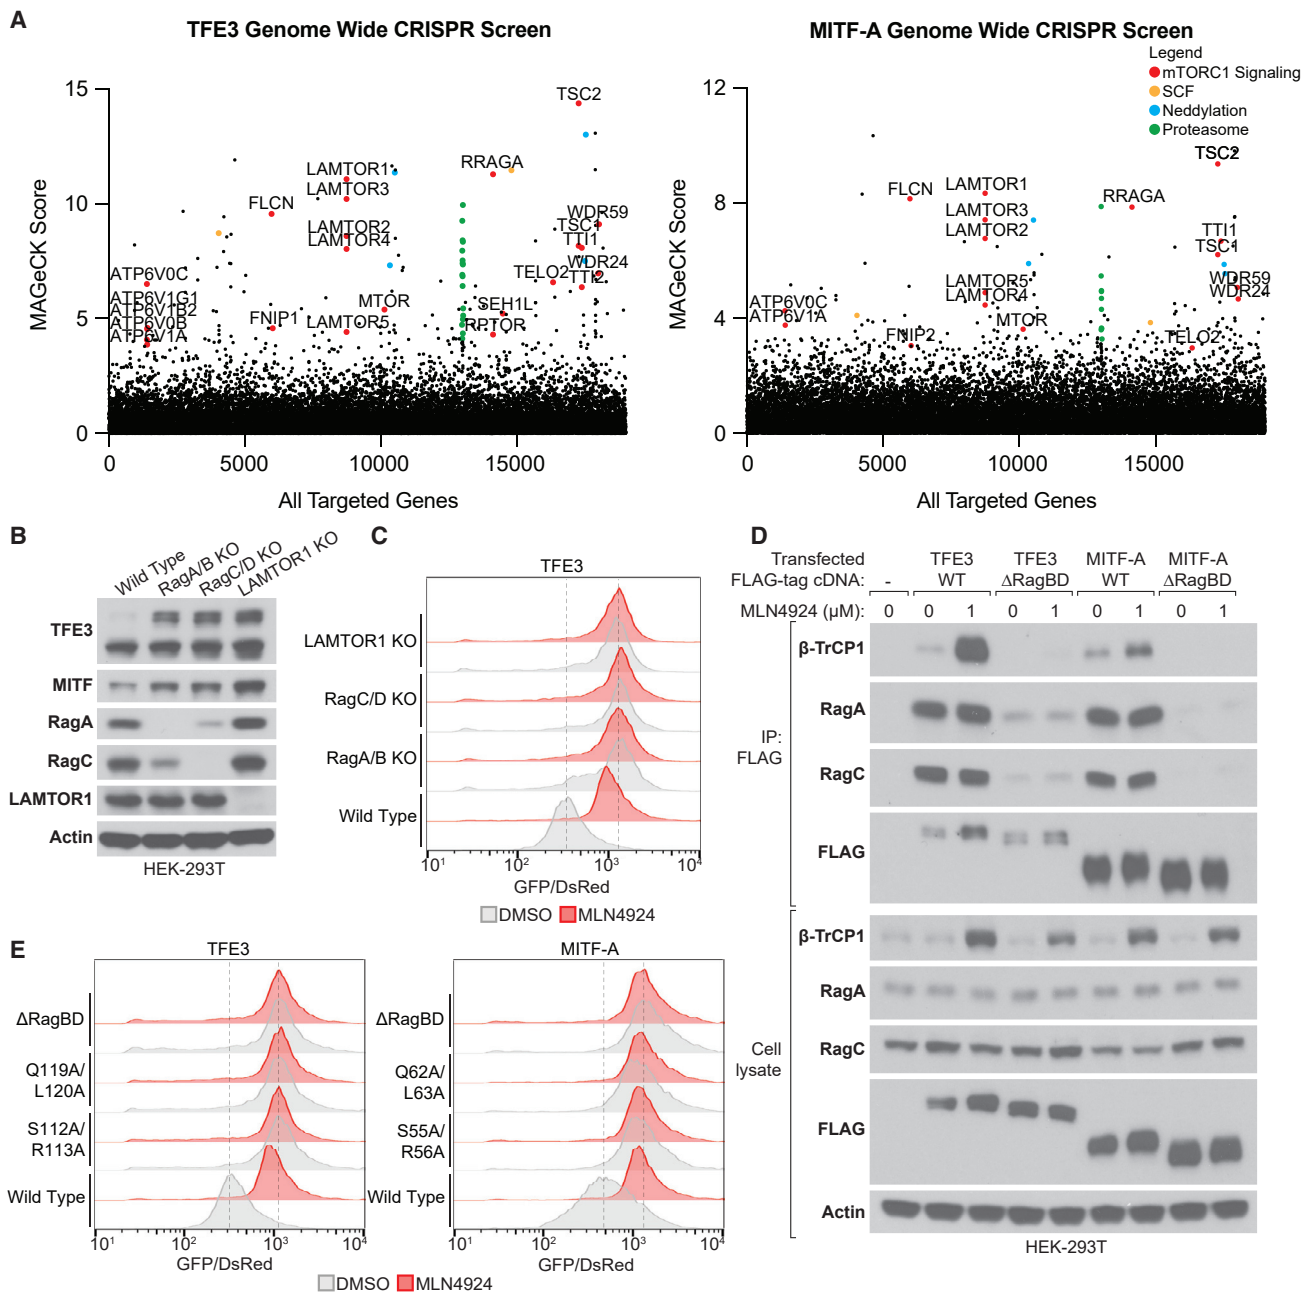 A
TFE3 Genome Wide CRISPR Screen
MAGeCK Score
15
10
5
0
TSC2
LAMTOR1
RRAGA
LAMTOR3
FLCN
WDR59
TSC1
LAMTOR2
TTI1
LAMTOR4
WDR24
ATP6V0C
TELO2
TTI2
ATP6V1G1
MTOR
SEH1L
ATP6V1B2
FNIP1
LAMTOR5
RPTOR
ATP6V0B
ATP6V1A
0
5000
10000
15000
All Targeted Genes
MITF-A Genome Wide CRISPR Screen
Legend
mTORC1 Signaling
SCF
Neddylation
Proteasome
MAGeCK Score
12
8
4
0
TSC2
LAMTOR1
FLCN
RRAGA
LAMTOR3
LAMTOR2
TTI1
TSC1
LAMTOR5
WDR59
LAMTOR4
WDR24
ATP6V0C
ATP6V1A
MTOR
FNIP2
TELO2
0
5000
10000
15000
All Targeted Genes
B
Wild Type
RagA/B KO
RagC/D KO
LAMTOR1 KO
TFE3
MITF
RagA
RagC
LAMTOR1
Actin
HEK-293T
C
TFE3
LAMTOR1 KO
RagC/D KO
RagA/B KO
Wild Type
10¹ 10² 10³ 10⁴
GFP/DsRed
DMSO MLN4924
D
Transfected
FLAG-tag cDNA:
-
TFE3
WT
TFE3
ΔRagBD
MITF-A
WT
MITF-A
ΔRagBD
MLN4924 (μM): 0 0 1 0 1 0 1 0 1
IP:
FLAG
β-TrCP1
RagA
RagC
FLAG
Cell
lysate
β-TrCP1
RagA
RagC
FLAG
Actin
HEK-293T
E
TFE3
ΔRagBD
Q119A/
L120A
S112A/
R113A
Wild Type
10¹ 10² 10³ 10⁴
GFP/DsRed
MITF-A
ΔRagBD
Q62A/
L63A
S55A/
R56A
Wild Type
10¹ 10² 10³ 10⁴
GFP/DsRed
DMSO MLN4924